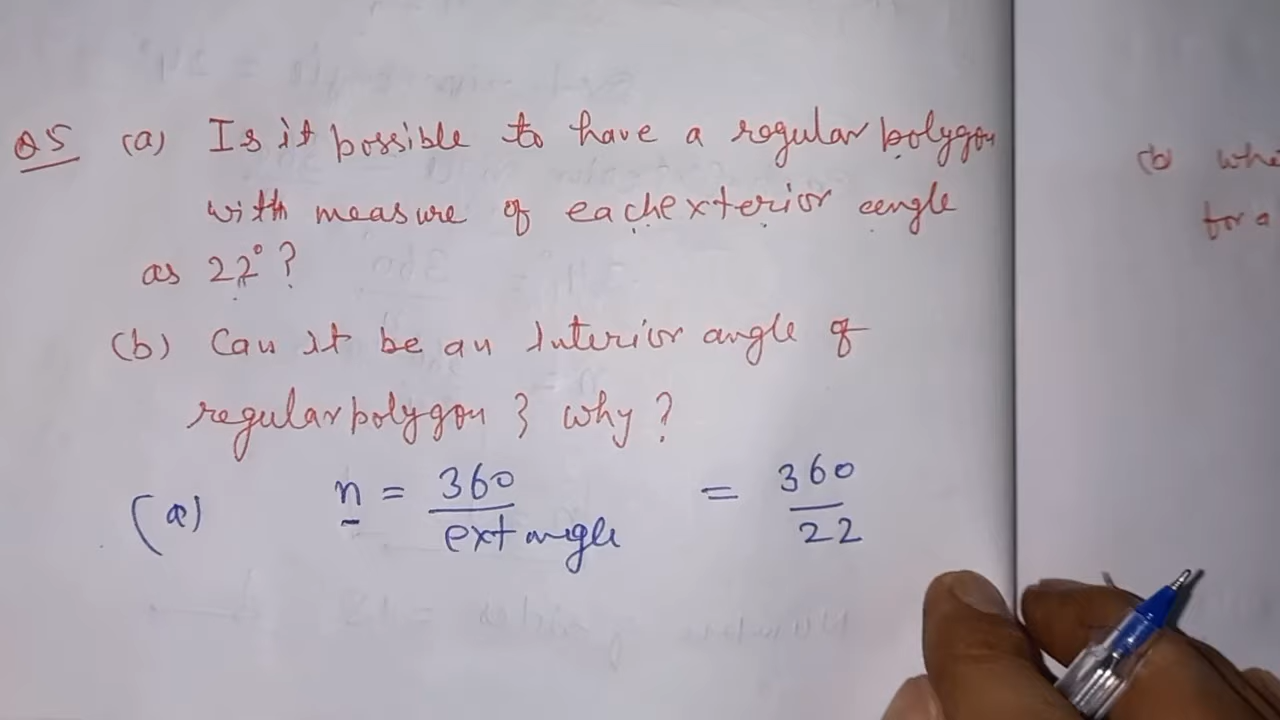 Q5 (a) Is it possible to have a regular polygon
with measure of each exterior angle
as 22° ?
(b) Can it be an interior angle of
regular polygon ? Why ?
(a) n = 360 / ext angle = 360 / 22
(b)
for a